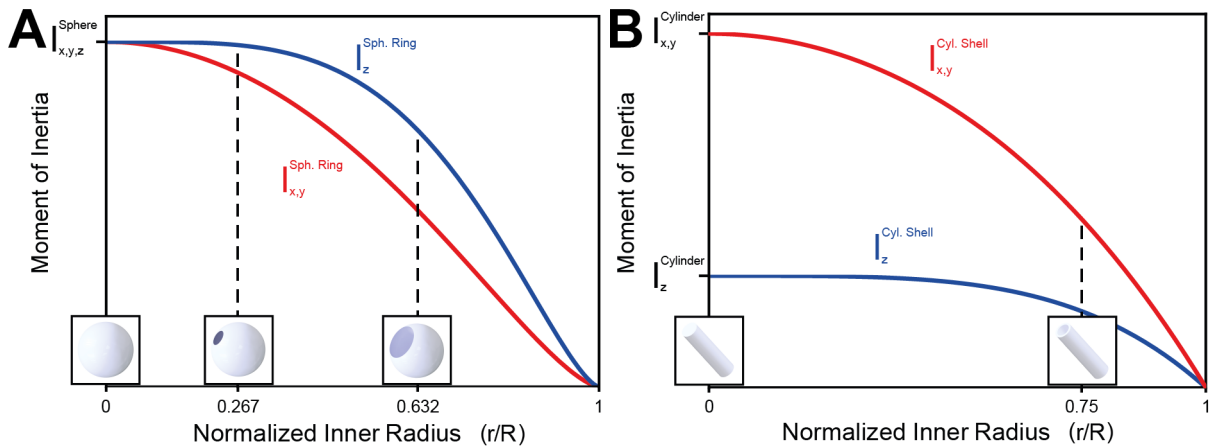 A
I Sphere x,y,z
Moment of Inertia
I Sph. Ring z
I Sph. Ring x,y
0
0.267
0.632
1
Normalized Inner Radius (r/R)
B
I Cylinder x,y
Moment of Inertia
I Cyl. Shell x,y
I Cyl. Shell z
I Cylinder z
0
0.75
1
Normalized Inner Radius (r/R)